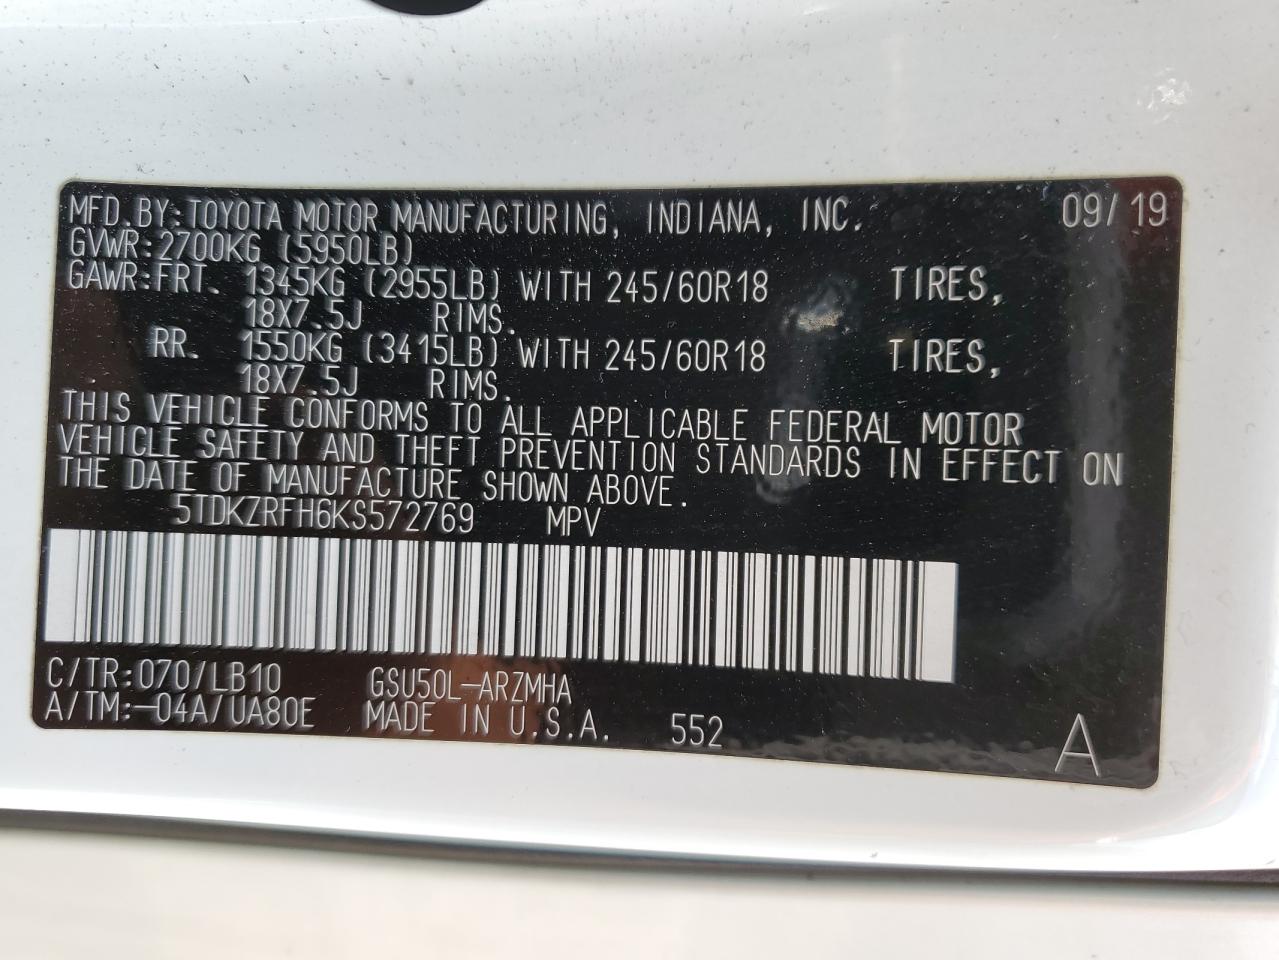 MFD. BY: TOYOTA MOTOR MANUFACTURING, INDIANA, INC. 09/19
GVWR: 2700KG (5950LB)
GAWR: FRT. 1345KG (2955LB) WITH 245/60R18 TIRES,
18X7.5J RIMS.
RR. 1550KG (3415LB) WITH 245/60R18 TIRES,
18X7.5J RIMS.
THIS VEHICLE CONFORMS TO ALL APPLICABLE FEDERAL MOTOR
VEHICLE SAFETY AND THEFT PREVENTION STANDARDS IN EFFECT ON
THE DATE OF MANUFACTURE SHOWN ABOVE.
5TDKZRFH6KS572769 MPV
C/TR: 070/LB10 GSU50L-ARZMHA
A/TM: -04A/UA80E MADE IN U.S.A. 552 A